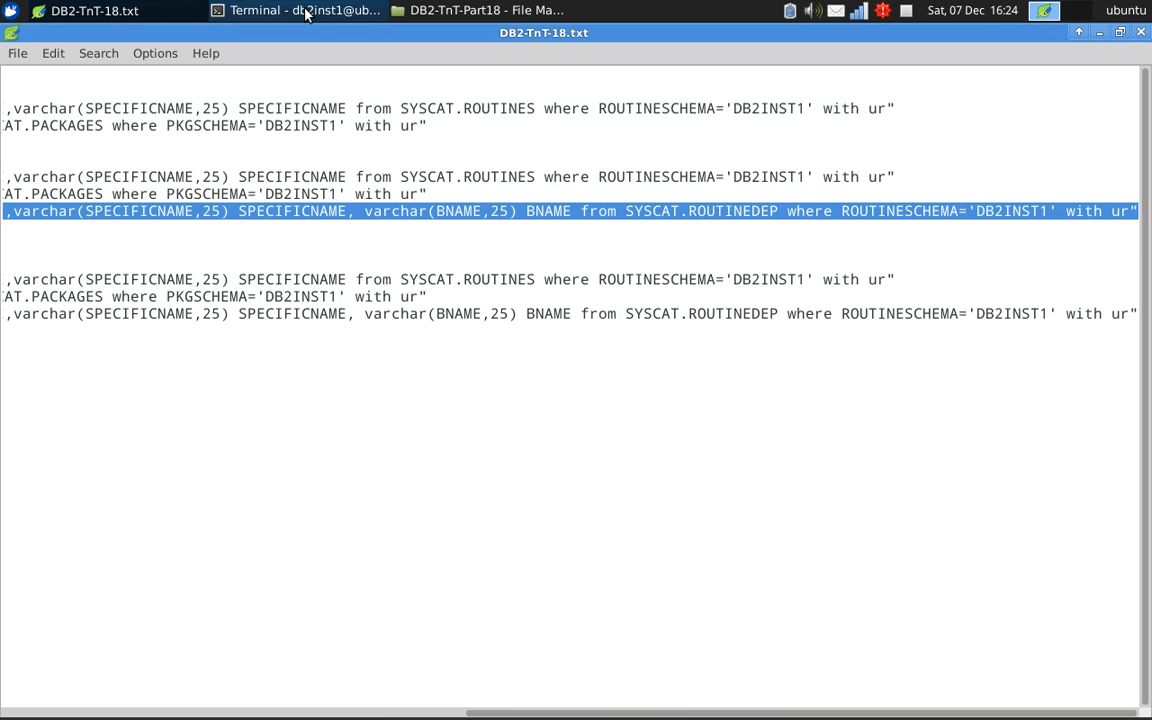 DB2-TnT-18.txt
Terminal - db2inst1@ub...
DB2-TnT-Part18 - File Ma...
Sat, 07 Dec 16:24
ubuntu
DB2-TnT-18.txt
File Edit Search Options Help
,varchar(SPECIFICNAME,25) SPECIFICNAME from SYSCAT.ROUTINES where ROUTINESCHEMA='DB2INST1' with ur"
AT.PACKAGES where PKGSCHEMA='DB2INST1' with ur"
,varchar(SPECIFICNAME,25) SPECIFICNAME from SYSCAT.ROUTINES where ROUTINESCHEMA='DB2INST1' with ur"
AT.PACKAGES where PKGSCHEMA='DB2INST1' with ur"
,varchar(SPECIFICNAME,25) SPECIFICNAME, varchar(BNAME,25) BNAME from SYSCAT.ROUTINEDEP where ROUTINESCHEMA='DB2INST1' with ur"
,varchar(SPECIFICNAME,25) SPECIFICNAME from SYSCAT.ROUTINES where ROUTINESCHEMA='DB2INST1' with ur"
AT.PACKAGES where PKGSCHEMA='DB2INST1' with ur"
,varchar(SPECIFICNAME,25) SPECIFICNAME, varchar(BNAME,25) BNAME from SYSCAT.ROUTINEDEP where ROUTINESCHEMA='DB2INST1' with ur"